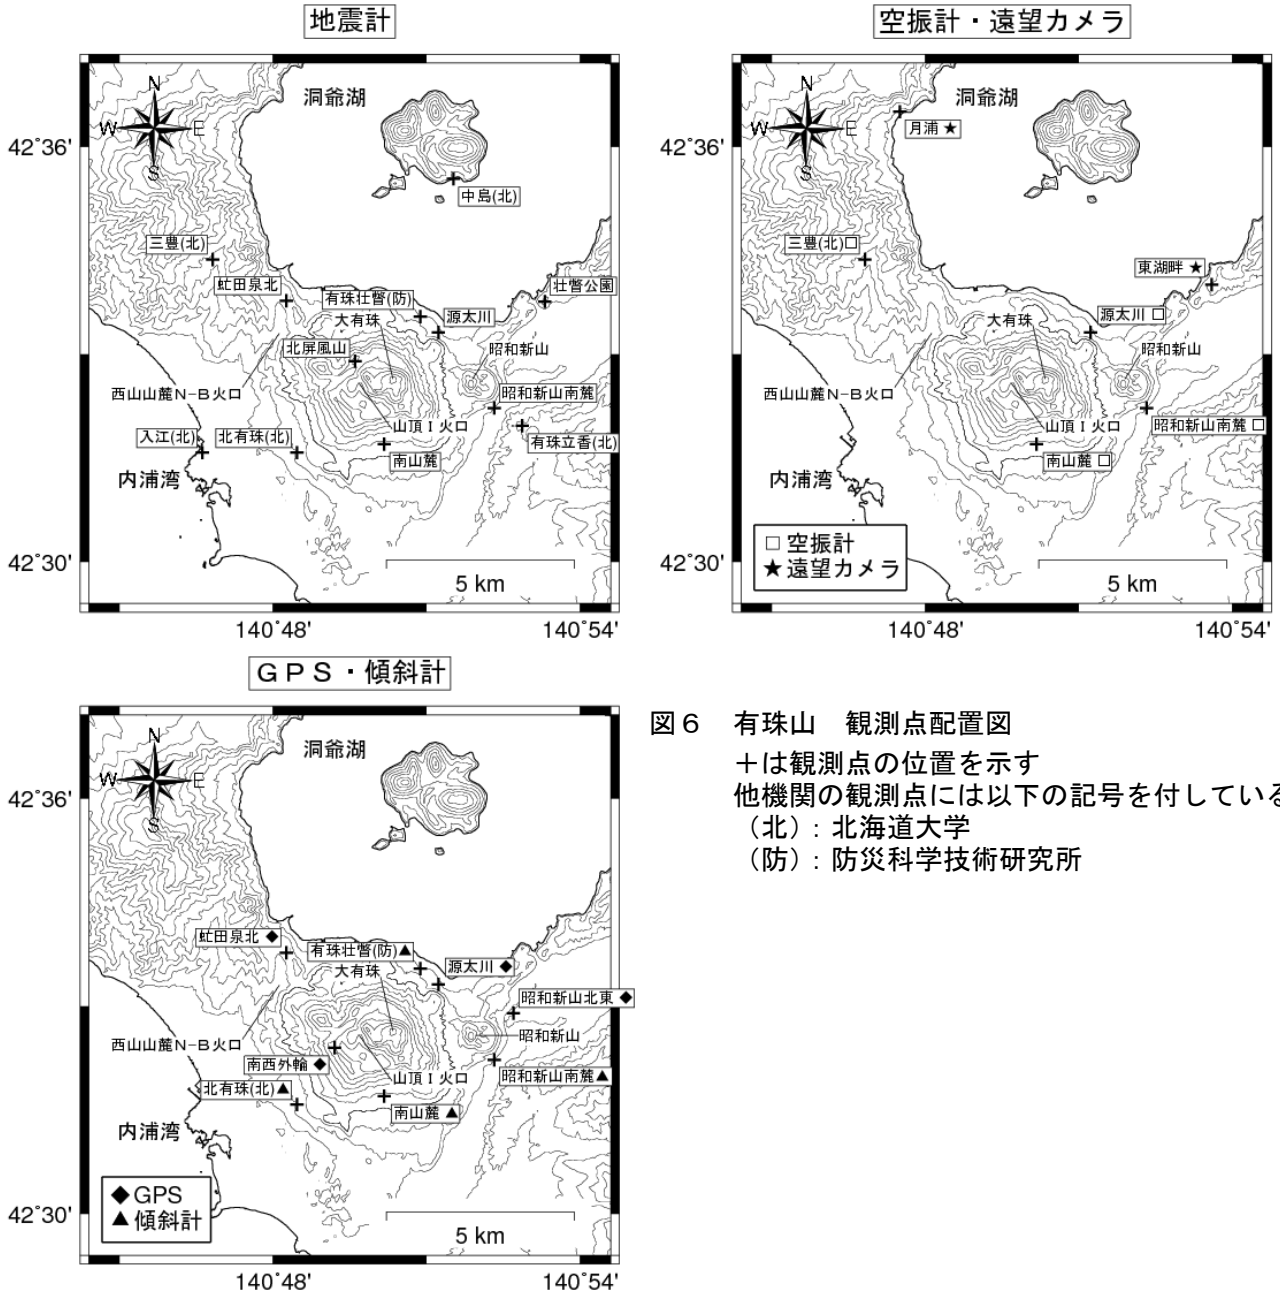 地震計
N
W
E
S
洞爺湖
42˚36'
中島(北)
三豊(北)
虻田泉北
有珠壮瞥(防)
壮瞥公園
大有珠
源太川
北屏風山
昭和新山
西山山麓N-B火口
昭和新山南麓
山頂Ⅰ火口
入江(北)
北有珠(北)
有珠立香(北)
南山麓
内浦湾
42˚30'
5 km
140˚48'
140˚54'
空振計・遠望カメラ
N
W
E
S
洞爺湖
月浦 ★
42˚36'
三豊(北)□
東湖畔 ★
源太川 □
大有珠
昭和新山
西山山麓N-B火口
山頂Ⅰ火口
昭和新山南麓 □
南山麓 □
内浦湾
□ 空振計
★ 遠望カメラ
42˚30'
5 km
140˚48'
140˚54'
GPS・傾斜計
N
W
E
S
洞爺湖
42˚36'
虻田泉北 ◆
有珠壮瞥(防)▲
源太川 ◆
大有珠
昭和新山北東 ◆
昭和新山
西山山麓N-B火口
南西外輪 ◆
山頂Ⅰ火口
昭和新山南麓▲
北有珠(北)▲
南山麓 ▲
内浦湾
◆GPS
▲傾斜計
42˚30'
5 km
140˚48'
140˚54'
図6　有珠山　観測点配置図
＋は観測点の位置を示す
他機関の観測点には以下の記号を付している
（北）：北海道大学
（防）：防災科学技術研究所